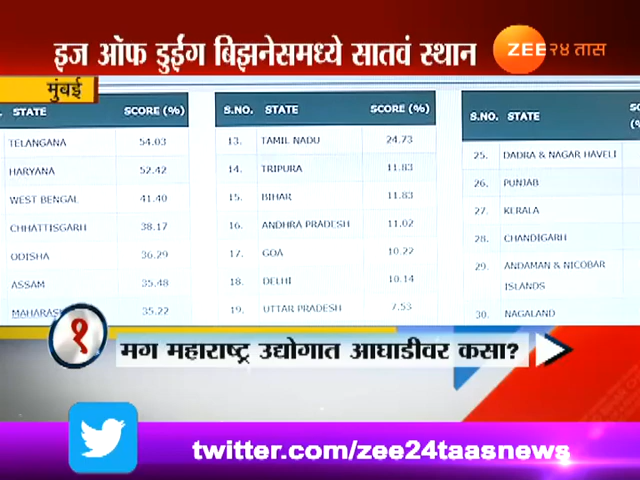 इज ऑफ डुईंग बिझनेसमध्ये सातवं स्थान
ZEE २४ तास
मुंबई
STATE SCORE (%)
TELANGANA 54.03
HARYANA 52.42
WEST BENGAL 41.40
CHHATTISGARH 38.17
ODISHA 36.29
ASSAM 35.48
MAHARAS 35.22
S.NO. STATE SCORE (%)
13. TAMIL NADU 24.73
14. TRIPURA 11.83
15. BIHAR 11.83
16. ANDHRA PRADESH 11.02
17. GOA 10.22
18. DELHI 10.14
19. UTTAR PRADESH 7.53
S.NO. STATE
25. DADRA & NAGAR HAVELI
26. PUNJAB
27. KERALA
28. CHANDIGARH
29. ANDAMAN & NICOBAR
ISLANDS
30. NAGALAND
१
मग महाराष्ट्र उद्योगात आघाडीवर कसा?
twitter.com/zee24taasnews